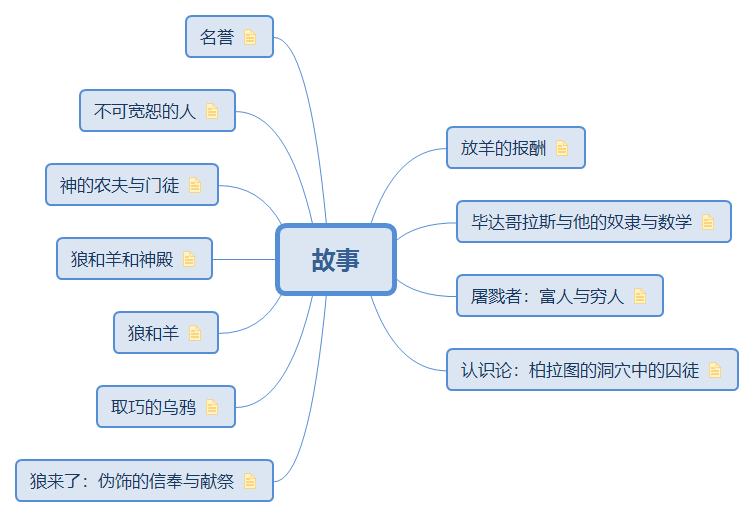 名誉
不可宽恕的人
神的农夫与门徒
狼和羊和神殿
狼和羊
取巧的乌鸦
狼来了：伪饰的信奉与献祭
故事
放羊的报酬
毕达哥拉斯与他的奴隶与数学
屠戮者：富人与穷人
认识论：柏拉图的洞穴中的囚徒